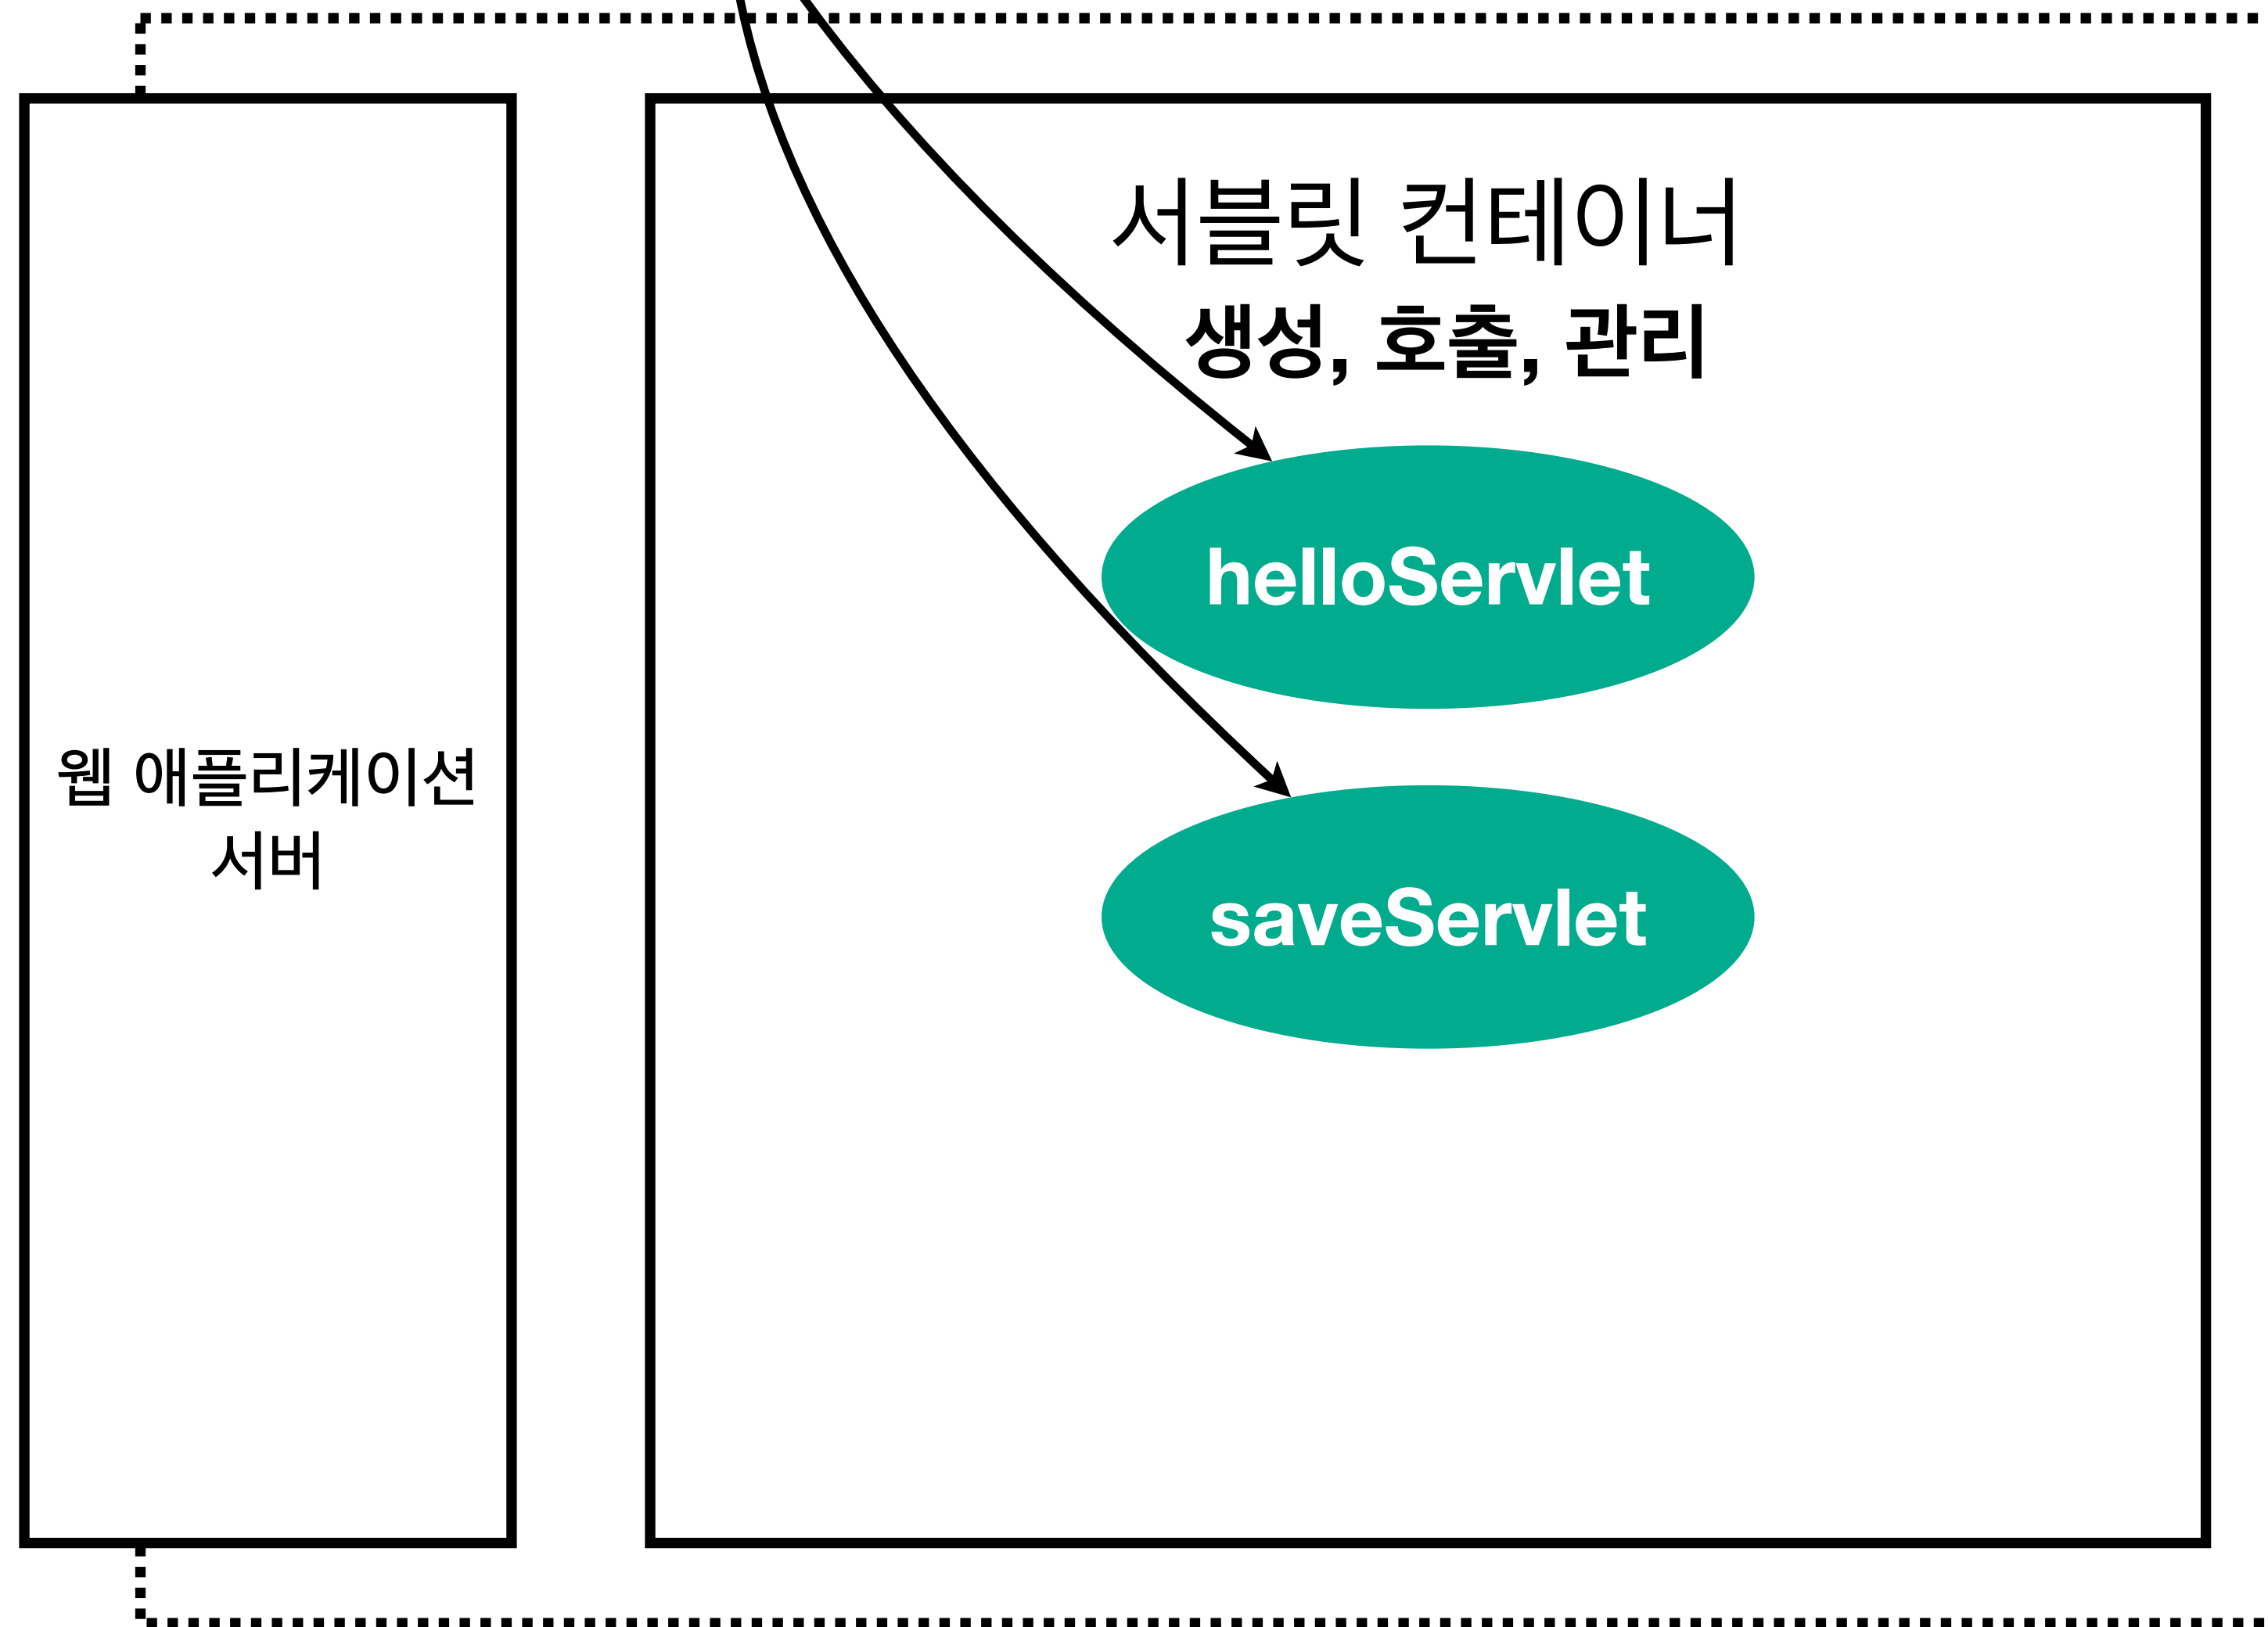 서블릿 컨테이너
생성, 호출, 관리
helloServlet
웹 애플리케이션
서버
saveServlet